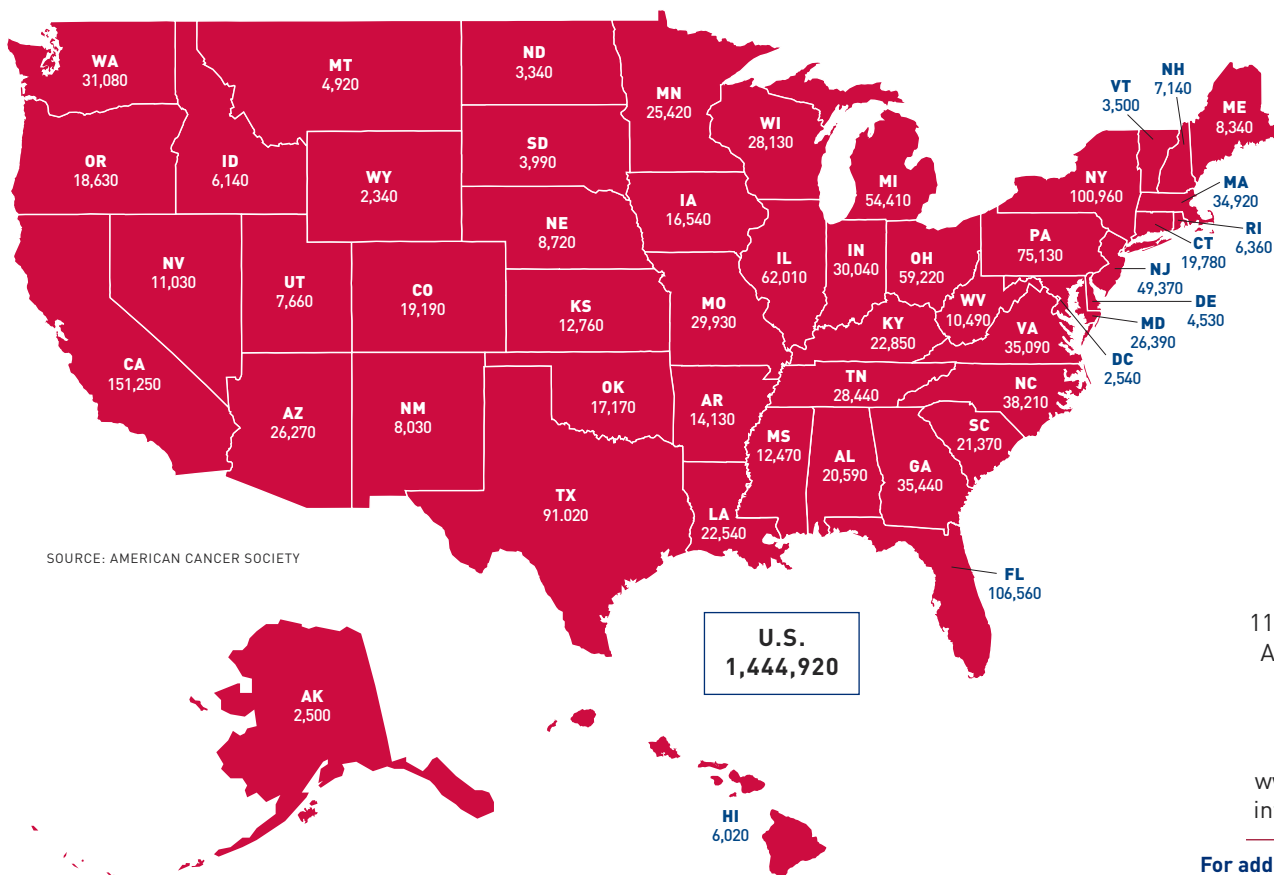 WA
31,080
MT
4,920
ND
3,340
MN
25,420
VT
3,500
NH
7,140
ME
8,340
OR
18,630
ID
6,140
WY
2,340
SD
3,990
WI
28,130
MI
54,410
NY
100,960
MA
34,920
RI
6,360
CT
19,780
NV
11,030
UT
7,660
CO
19,190
NE
8,720
IA
16,540
IL
62,010
IN
30,040
OH
59,220
PA
75,130
NJ
49,370
DE
4,530
MD
26,390
DC
2,540
CA
151,250
KS
12,760
MO
29,930
KY
22,850
WV
10,490
VA
35,090
AZ
26,270
NM
8,030
OK
17,170
AR
14,130
TN
28,440
NC
38,210
SC
21,370
TX
91.020
LA
22,540
MS
12,470
AL
20,590
GA
35,440
FL
106,560
SOURCE: AMERICAN CANCER SOCIETY
U.S.
1,444,920
AK
2,500
HI
6,020
11
A
in
For add